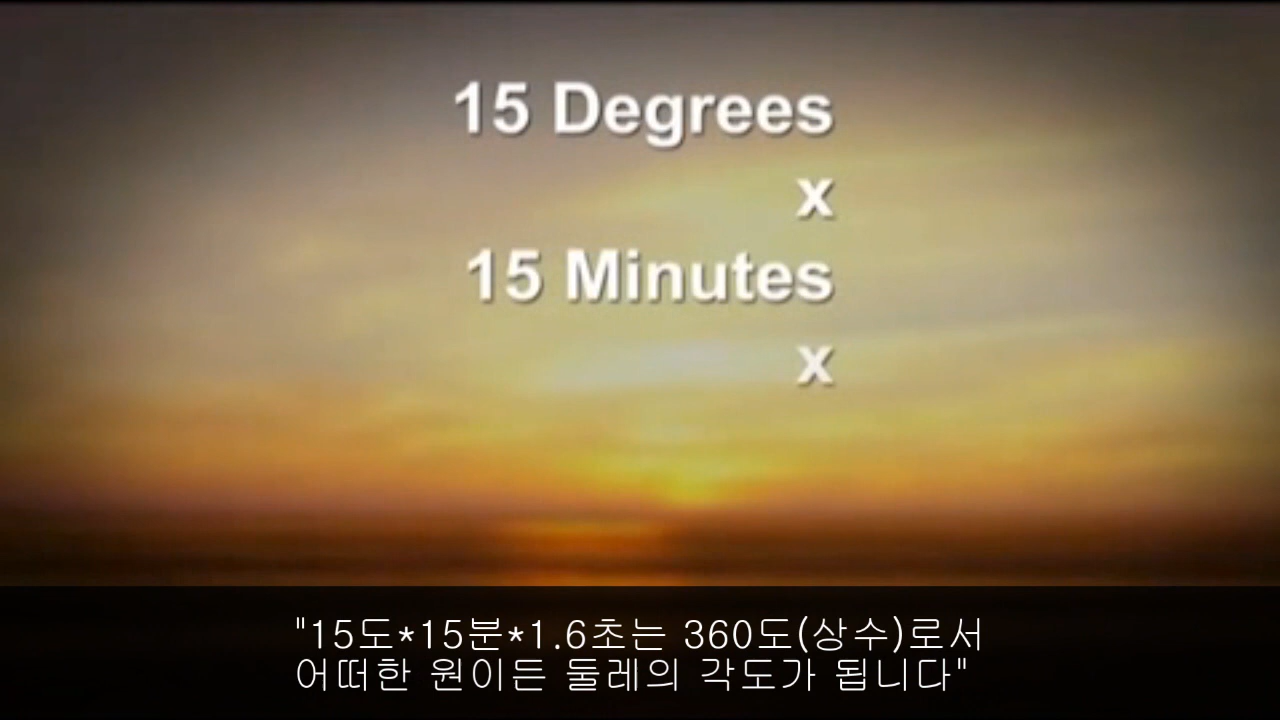 15 Degrees
x
15 Minutes
x
"15도*15분*1.6초는 360도(상수)로서
어떠한 원이든 둘레의 각도가 됩니다"